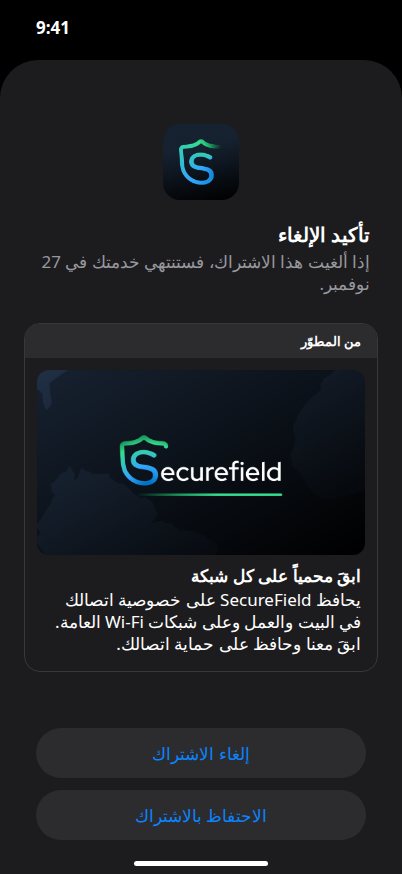 9:41
تأكيد الإلغاء
إذا ألغيت هذا الاشتراك، فستنتهي خدمتك في 27
نوفمبر.
من المطوّر
Securefield
ابقَ محمياً على كل شبكة
يحافظ SecureField على خصوصية اتصالك
في البيت والعمل وعلى شبكات Wi-Fi العامة.
ابقَ معنا وحافظ على حماية اتصالك.
إلغاء الاشتراك
الاحتفاظ بالاشتراك